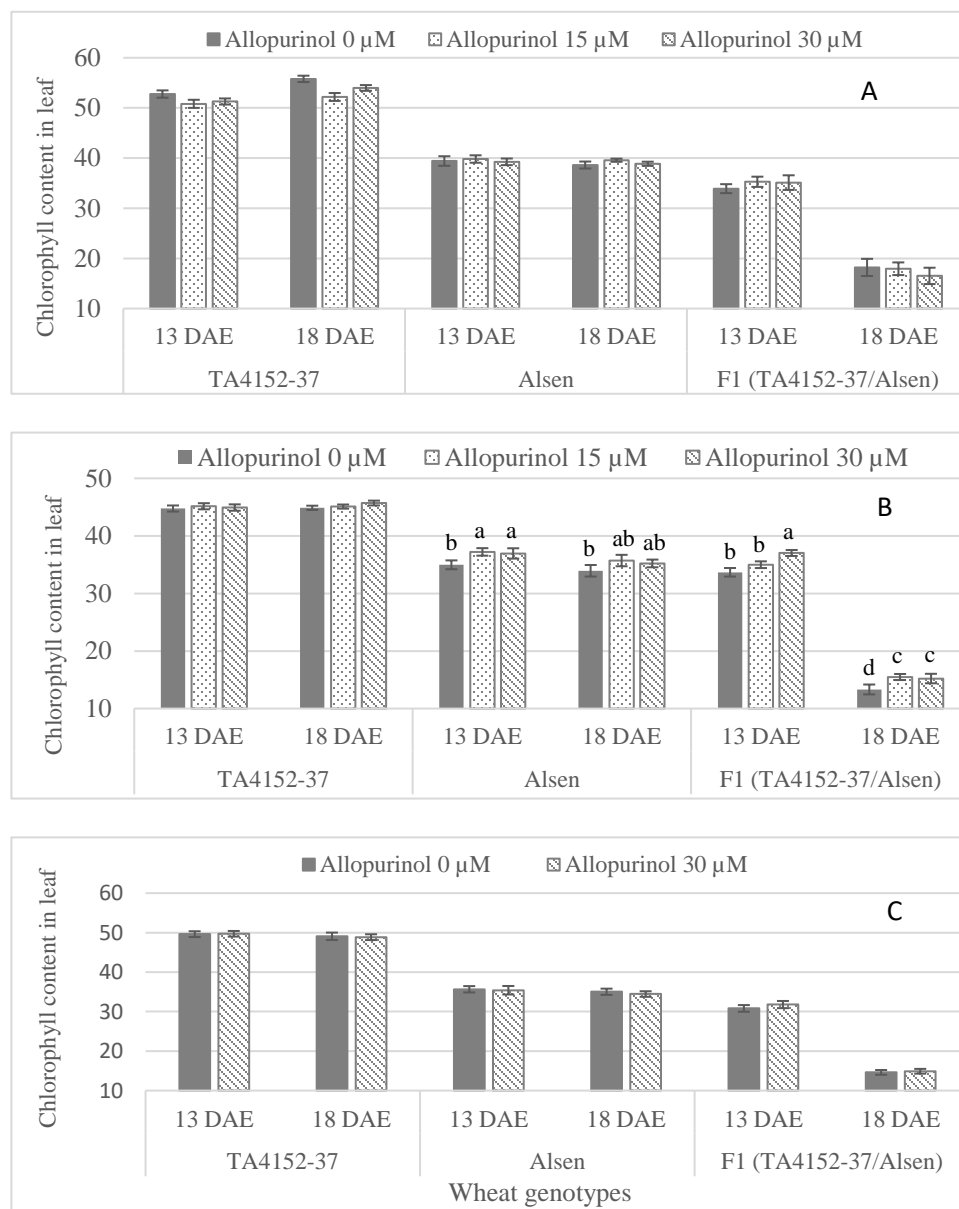 Allopurinol 0 µM Allopurinol 15 µM Allopurinol 30 µM
60
50
40
30
20
10
Chlorophyll content in leaf
A
13 DAE 18 DAE 13 DAE 18 DAE 13 DAE 18 DAE
TA4152-37 Alsen F1 (TA4152-37/Alsen)
Allopurinol 0 µM Allopurinol 15 µM Allopurinol 30 µM
50
40
30
20
10
Chlorophyll content in leaf
B
b a a b ab ab b b a
d c c
13 DAE 18 DAE 13 DAE 18 DAE 13 DAE 18 DAE
TA4152-37 Alsen F1 (TA4152-37/Alsen)
Allopurinol 0 µM Allopurinol 30 µM
60
50
40
30
20
10
Chlorophyll content in leaf
C
13 DAE 18 DAE 13 DAE 18 DAE 13 DAE 18 DAE
TA4152-37 Alsen F1 (TA4152-37/Alsen)
Wheat genotypes